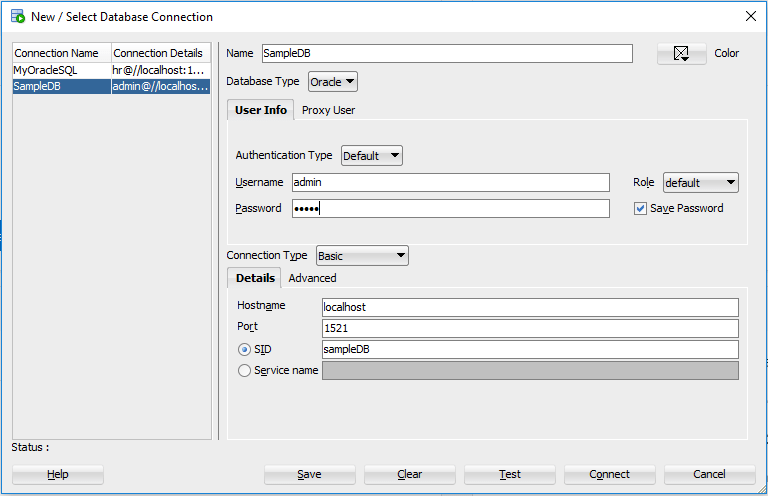 New / Select Database Connection
Connection Name Connection Details
MyOracleSQL hr@//localhost:1...
SampleDB admin@//localhos...
Name SampleDB Color
Database Type Oracle
User Info Proxy User
Authentication Type Default
Username admin Role default
Password ••••• Save Password
Connection Type Basic
Details Advanced
Hostname localhost
Port 1521
SID sampleDB
Service name
Status :
Help Save Clear Test Connect Cancel